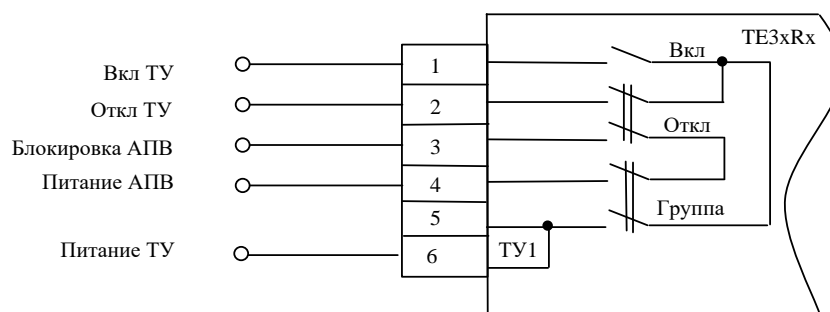 TE3xRx
Вкл ТУ
1
Вкл
Откл ТУ
2
Блокировка АПВ
3
Откл
Питание АПВ
4
5
Группа
Питание ТУ
6
ТУ1